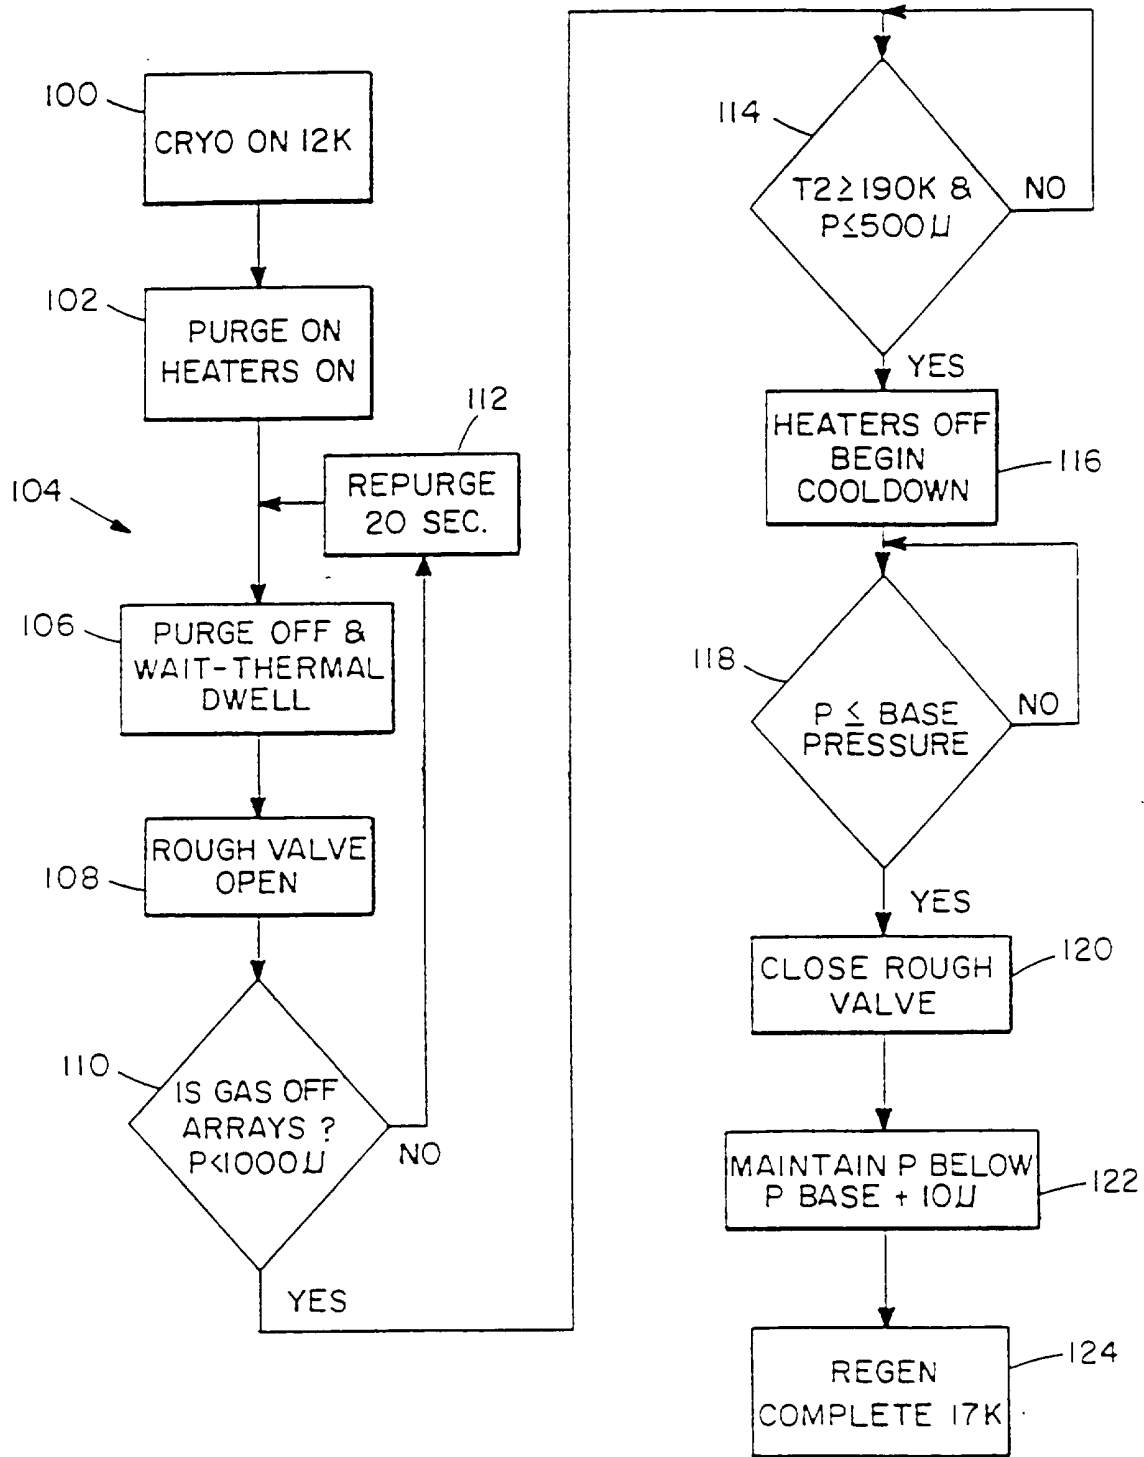 100
CRYO ON 12K
102
PURGE ON
HEATERS ON
112
REPURGE
20 SEC.
104
106
PURGE OFF &
WAIT-THERMAL
DWELL
108
ROUGH VALVE
OPEN
110
IS GAS OFF
ARRAYS ?
P<1000μ
NO
YES
114
T2≥190K &
P≤500μ
NO
YES
HEATERS OFF
BEGIN
COOLDOWN
116
118
P ≤ BASE
PRESSURE
NO
YES
CLOSE ROUGH
VALVE
120
MAINTAIN P BELOW
P BASE + 10μ
122
REGEN
COMPLETE 17K
124